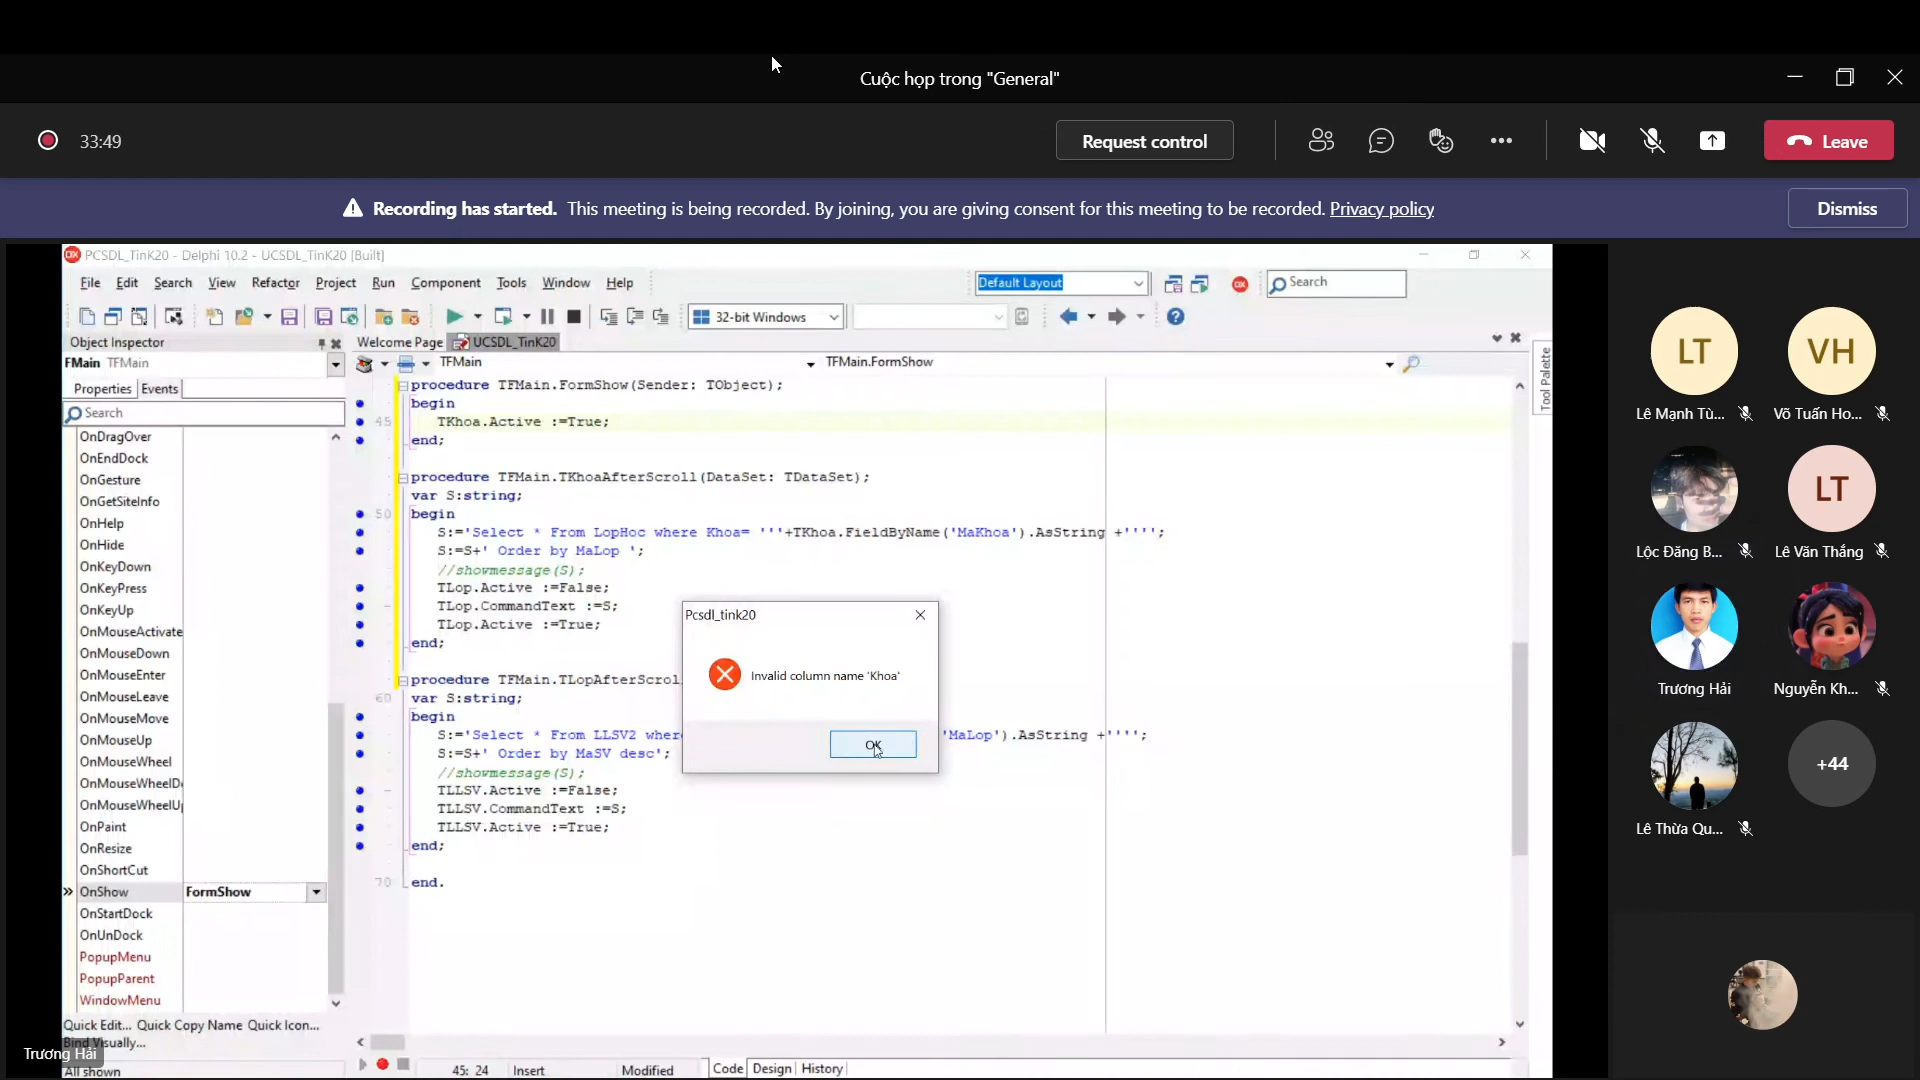 Cuộc họp trong "General"
33:49
Request control
Leave
Recording has started. This meeting is being recorded. By joining, you are giving consent for this meeting to be recorded. Privacy policy
Dismiss
PCSDL_TinK20 - Delphi 10.2 - UCSDL_TinK20 [Built]
File Edit Search View Refactor Project Run Component Tools Window Help
Default Layout
Search
32-bit Windows
Object Inspector
Welcome Page
UCSDL_TinK20
FMain TFMain
TFMain
TFMain.FormShow
Tool Palette
Properties Events
Search
OnDragOver
OnEndDock
OnGesture
OnGetSiteInfo
OnHelp
OnHide
OnKeyDown
OnKeyPress
OnKeyUp
OnMouseActivate
OnMouseDown
OnMouseEnter
OnMouseLeave
OnMouseMove
OnMouseUp
OnMouseWheel
OnMouseWheelD
OnMouseWheelU
OnPaint
OnResize
OnShortCut
OnShow FormShow
OnStartDock
OnUnDock
PopupMenu
PopupParent
WindowMenu
Quick Edit... Quick Copy Name Quick Icon...
Bind Visually...
All shown
procedure TFMain.FormShow(Sender: TObject);
begin
45 TKhoa.Active :=True;
end;
procedure TFMain.TKhoaAfterScroll(DataSet: TDataSet);
var S:string;
50 begin
S:='Select * From LopHoc where Khoa= '''+TKhoa.FieldByName('MaKhoa').AsString +'''';
S:=S+' Order by MaLop ';
//showmessage(S);
TLop.Active :=False;
TLop.CommandText :=S;
TLop.Active :=True;
end;
procedure TFMain.TLopAfterScrol
60 var S:string;
begin
S:='Select * From LLSV2 wher
'MaLop').AsString +'''';
S:=S+' Order by MaSV desc';
//showmessage(S);
TLLSV.Active :=False;
TLLSV.CommandText :=S;
TLLSV.Active :=True;
end;
70 end.
Pcsdl_tink20
Invalid column name 'Khoa'
OK
45: 24 Insert Modified
Code Design History
Trương Hải
LT
VH
Lê Mạnh Tù...
Võ Tuấn Ho...
LT
Lộc Đăng B...
Lê Văn Thắng
Trương Hải
Nguyễn Kh...
+44
Lê Thừa Qu...